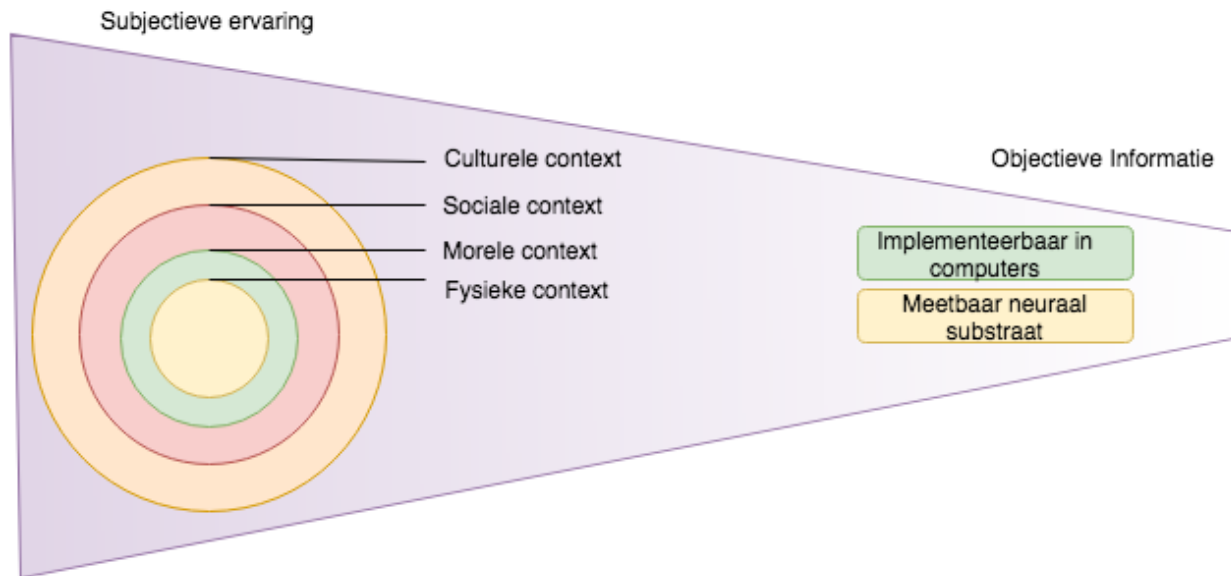 Subjectieve ervaring
Culturele context
Sociale context
Morele context
Fysieke context
Objectieve Informatie
Implementeerbaar in
computers
Meetbaar neuraal
substraat